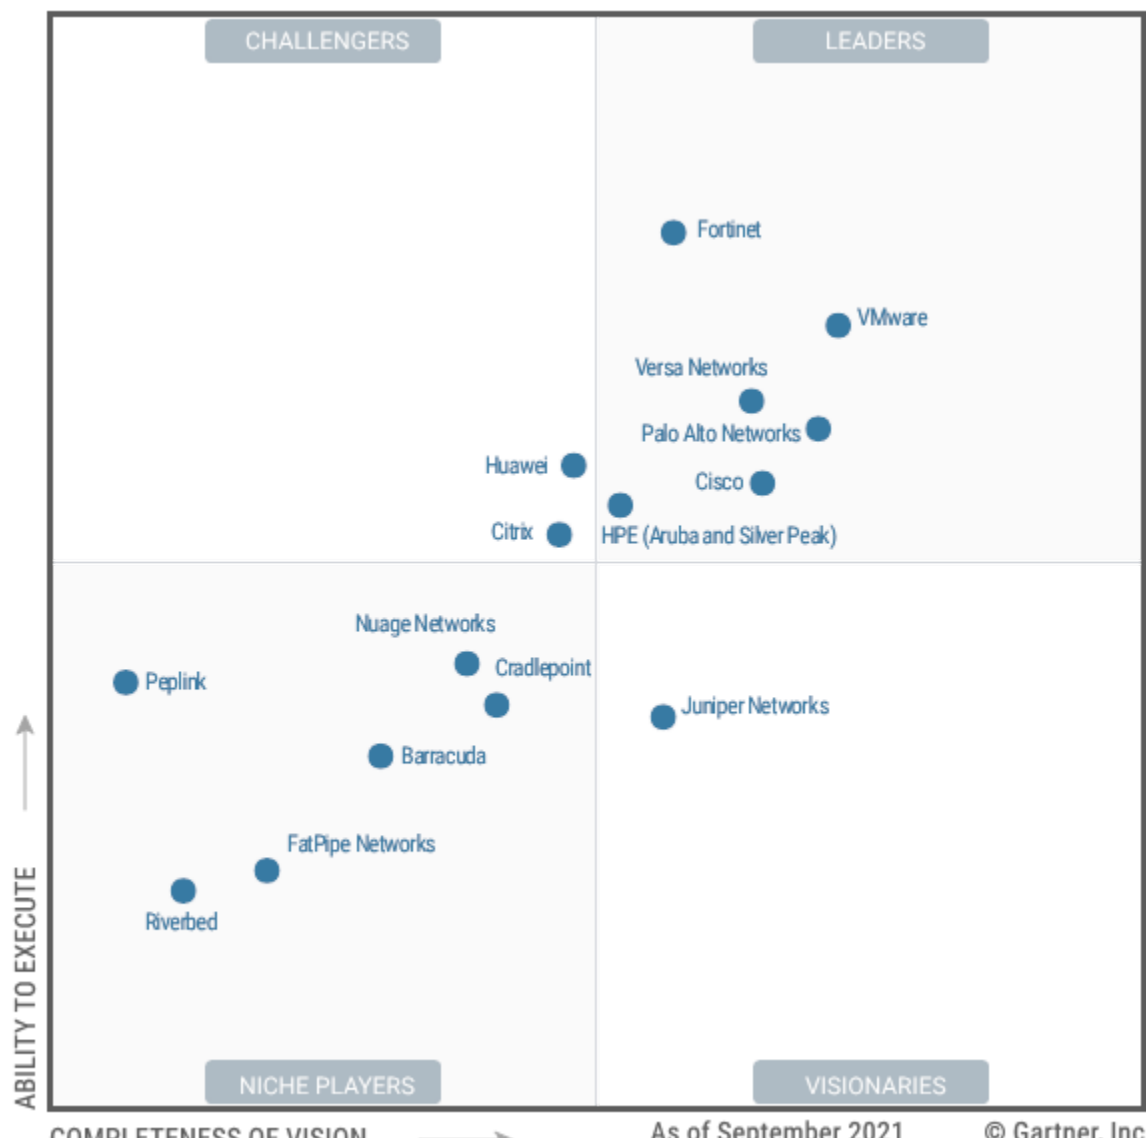 CHALLENGERS
LEADERS
Fortinet
VMware
Versa Networks
Palo Alto Networks
Huawei
Cisco
Citrix
HPE (Aruba and Silver Peak)
Nuage Networks
Cradlepoint
Peplink
Juniper Networks
Barracuda
FatPipe Networks
Riverbed
ABILITY TO EXECUTE
NICHE PLAYERS
VISIONARIES
COMPLETENESS OF VISION
As of September 2021
© Gartner, Inc